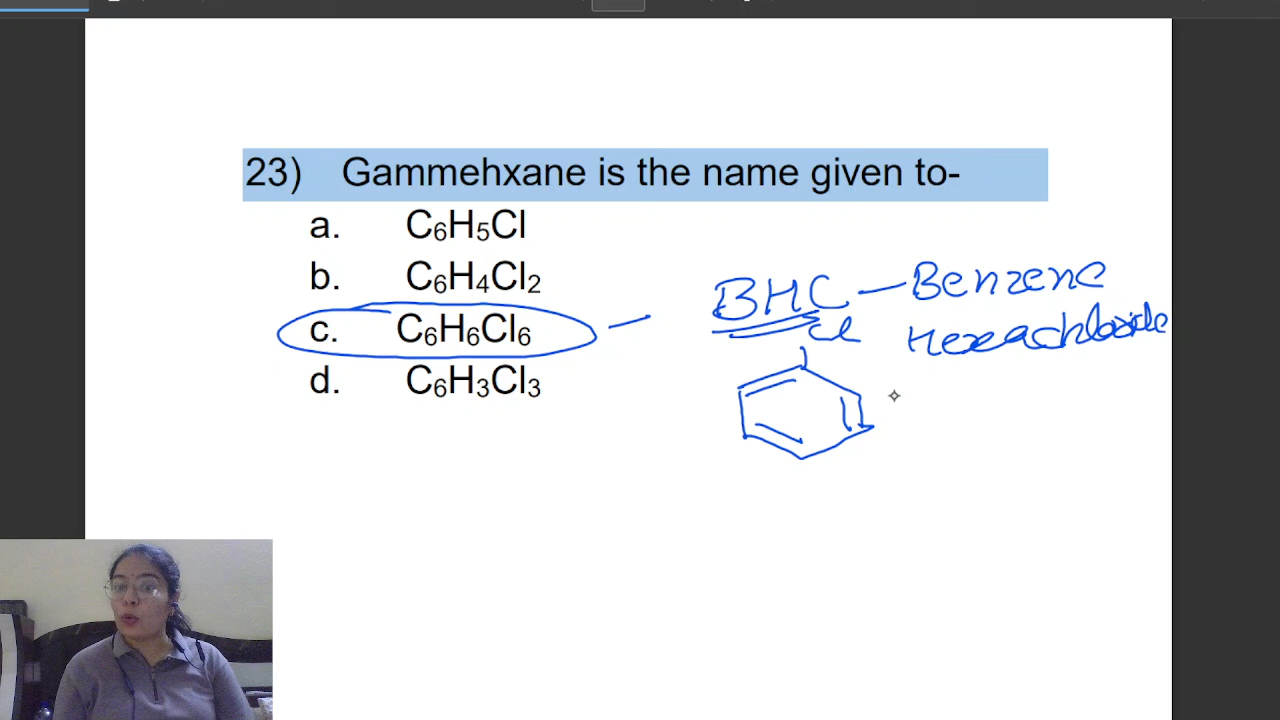 23) Gammehxane is the name given to-
a. C₆H₅Cl
b. C₆H₄Cl₂
c. C₆H₆Cl₆
d. C₆H₃Cl₃
BHC — Benzene
Hexachloride
Cl